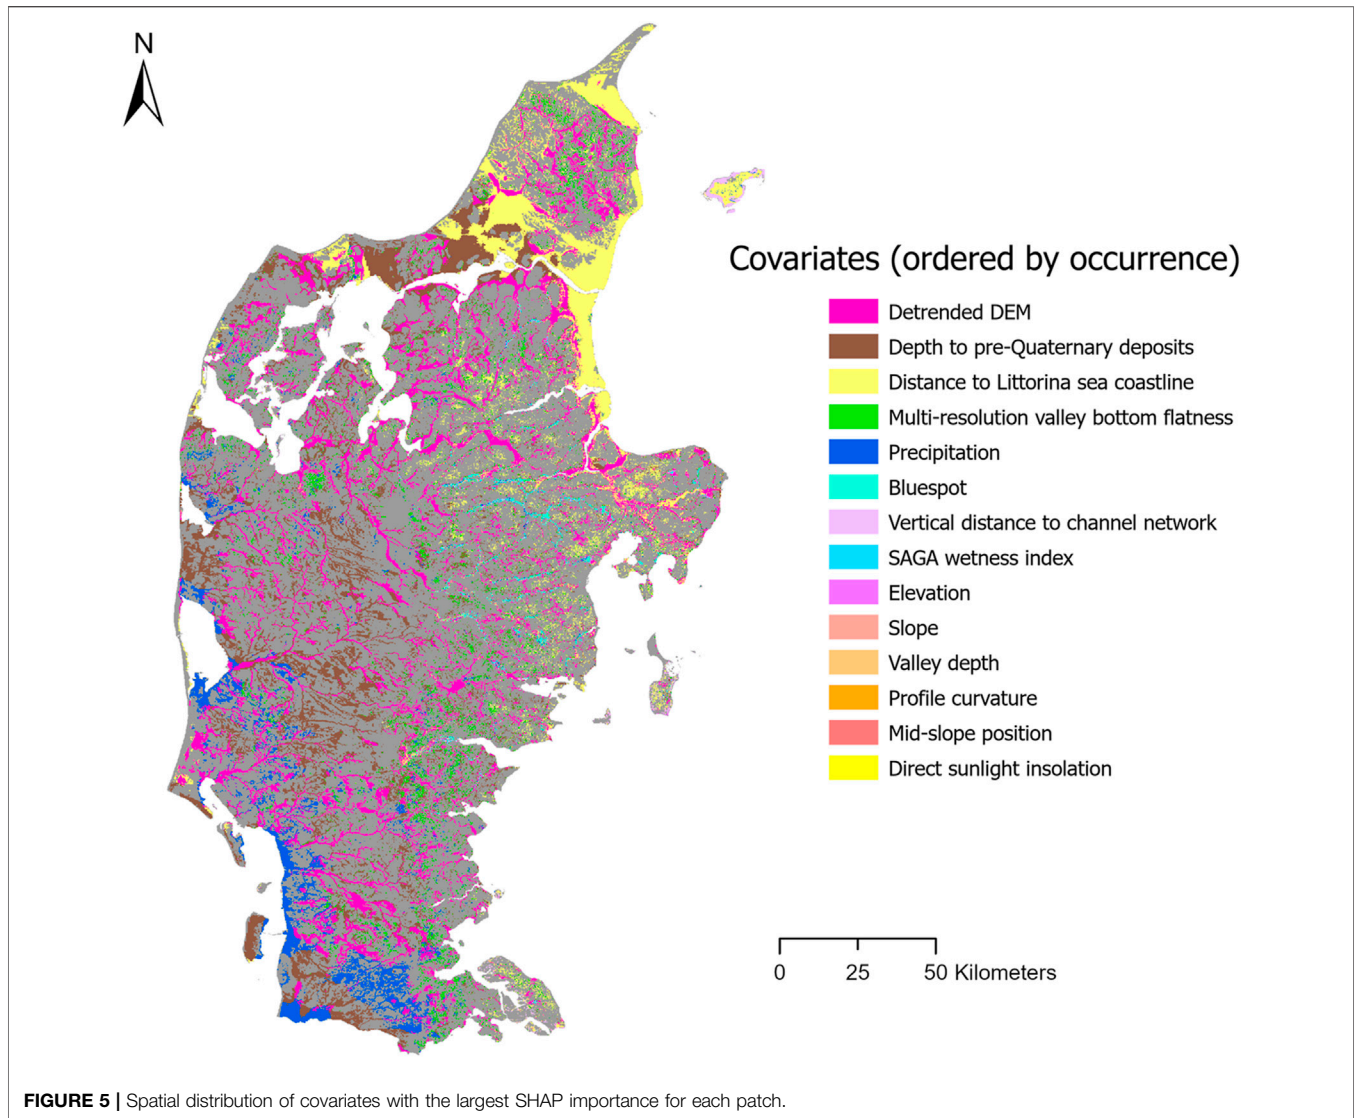 N
Covariates (ordered by occurrence)
Detrended DEM
Depth to pre-Quaternary deposits
Distance to Littorina sea coastline
Multi-resolution valley bottom flatness
Precipitation
Bluespot
Vertical distance to channel network
SAGA wetness index
Elevation
Slope
Valley depth
Profile curvature
Mid-slope position
Direct sunlight insolation
0 25 50 Kilometers
FIGURE 5 | Spatial distribution of covariates with the largest SHAP importance for each patch.